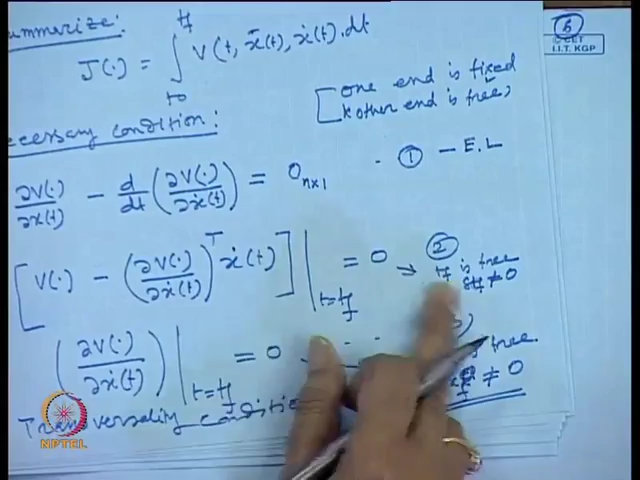 ummarize:
J(·) = ∫_{t0}^{tf} V(t, x(t), ẋ(t)).dt
[one end is fixed
& other end is free]
ecessary condition:
∂V(·)/∂x(t) − d/dt(∂V(·)/∂ẋ(t)) = 0_{n×1} · ① − E.L
[V(·) − (∂V(·)/∂ẋ(t))^T ẋ(t)]|_{t=tf} = 0 → ②
tf is free
δtf ≠ 0
(∂V(·)/∂ẋ(t))|_{t=tf} = 0
free.
≠ 0
Transversality condition
6
© CET
I.I.T. KGP
NPTEL